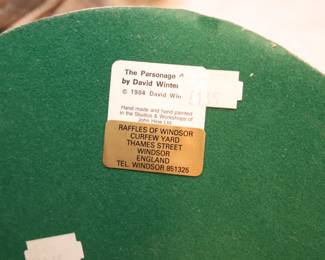 The Parsonage
by David Winter
© 1984 David Win
Hand made and hand painted
in the Studios & Workshops of
John Hine Ltd
RAFFLES OF WINDSOR
CURFEW YARD
THAMES STREET
WINDSOR
ENGLAND
TEL. WINDSOR 851325